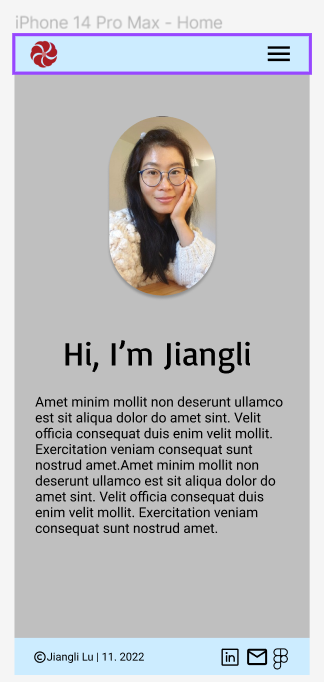 iPhone 14 Pro Max - Home
Hi, I’m Jiangli
Amet minim mollit non deserunt ullamco
est sit aliqua dolor do amet sint. Velit
officia consequat duis enim velit mollit.
Exercitation veniam consequat sunt
nostrud amet.Amet minim mollit non
deserunt ullamco est sit aliqua dolor do
amet sint. Velit officia consequat duis
enim velit mollit. Exercitation veniam
consequat sunt nostrud amet.
©Jiangli Lu | 11. 2022
in